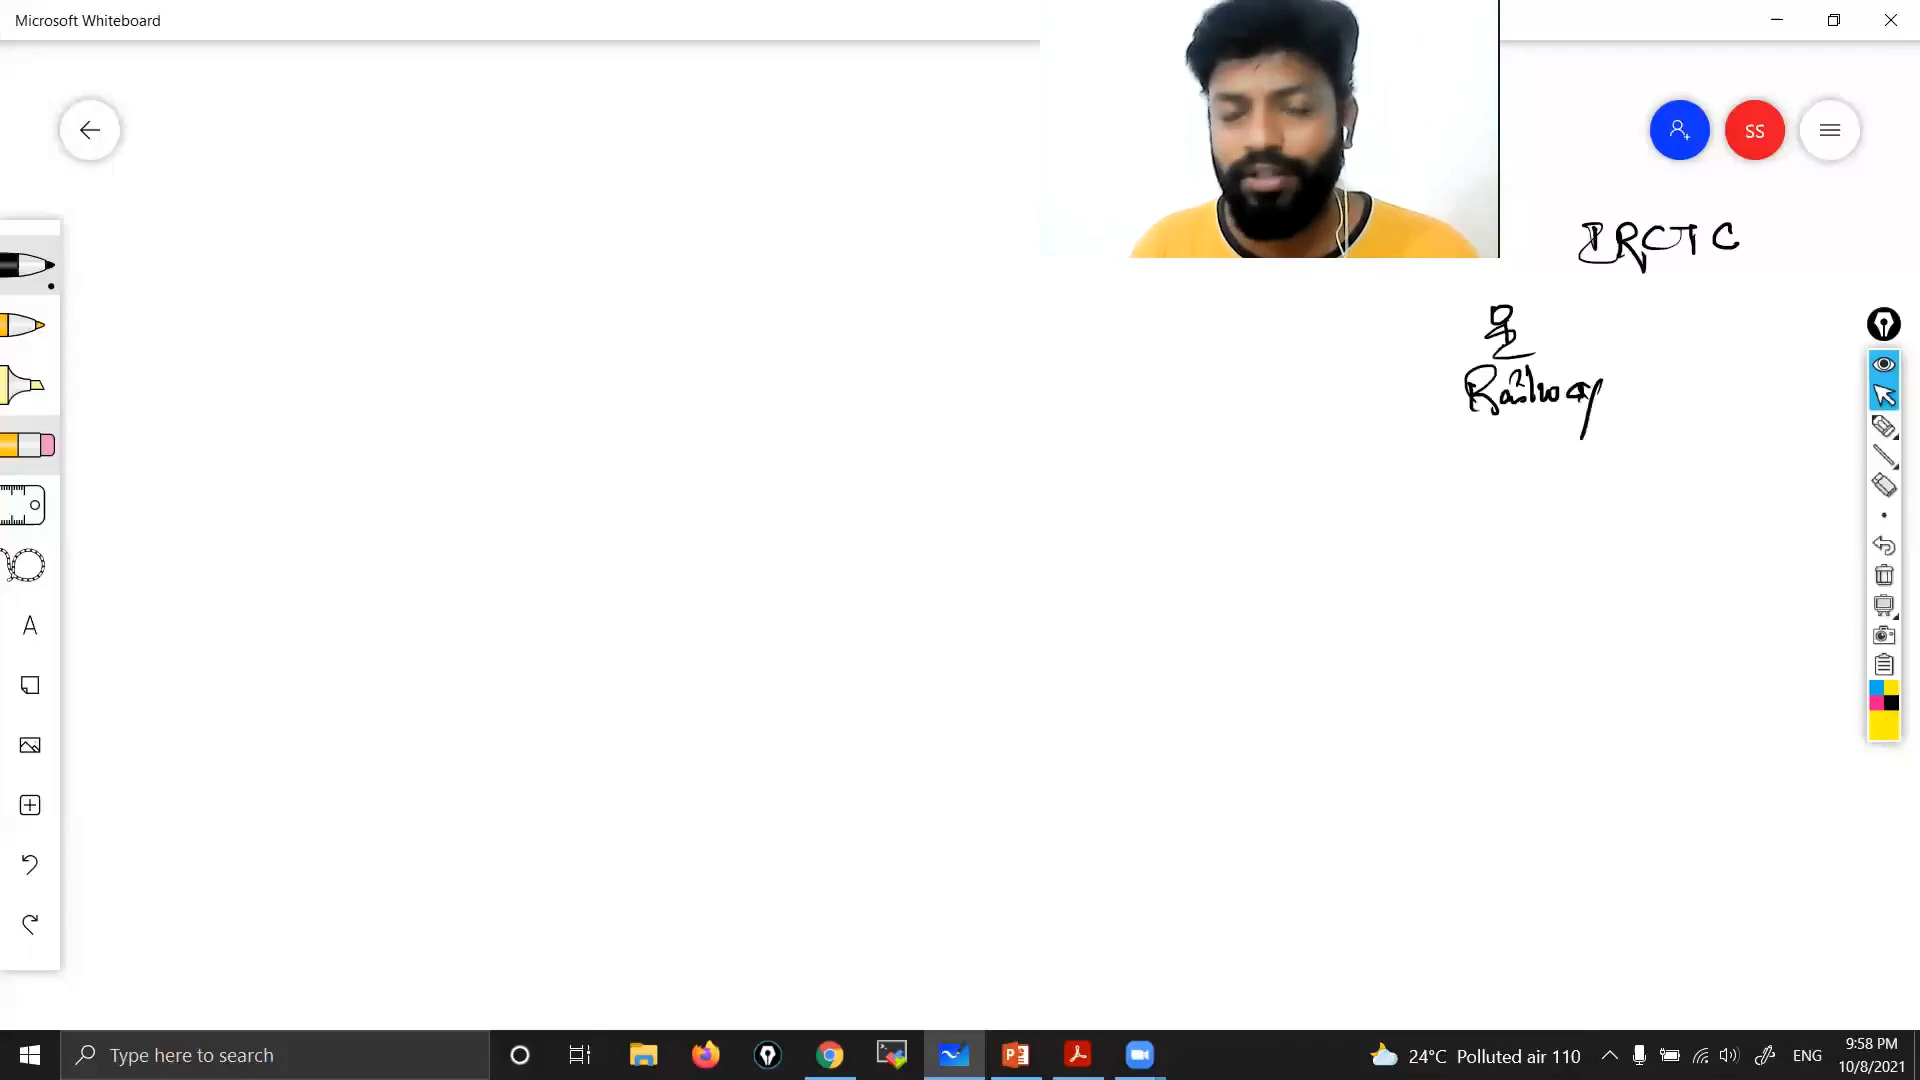 Microsoft Whiteboard
SS
IRCTC
Railway
A
Type here to search
24°C Polluted air 110
ENG
9:58 PM
10/8/2021